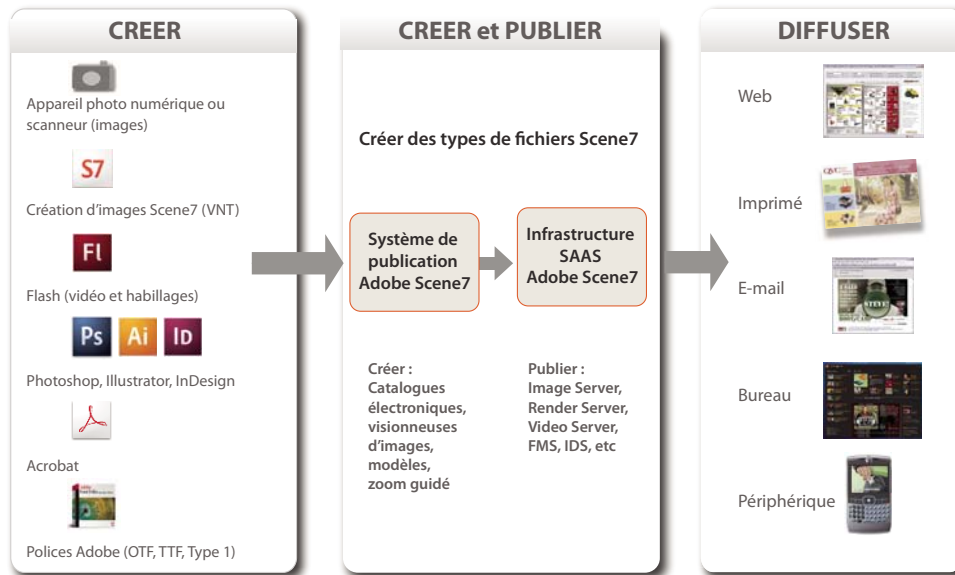 CREER
Appareil photo numérique ou
scanneur (images)
S7
Création d'images Scene7 (VNT)
FL
Flash (vidéo et habillages)
Ps Ai ID
Photoshop, Illustrator, InDesign
Acrobat
Polices Adobe (OTF, TTF, Type 1)
CREER et PUBLIER
Créer des types de fichiers Scene7
Système de
publication
Adobe Scene7
Infrastructure
SAAS
Adobe Scene7
Créer :
Catalogues
électroniques,
visionneuses
d'images,
modèles,
zoom guidé
Publier :
Image Server,
Render Server,
Video Server,
FMS, IDS, etc
DIFFUSER
Web
Imprimé
QVC
E-mail
Bureau
Périphérique